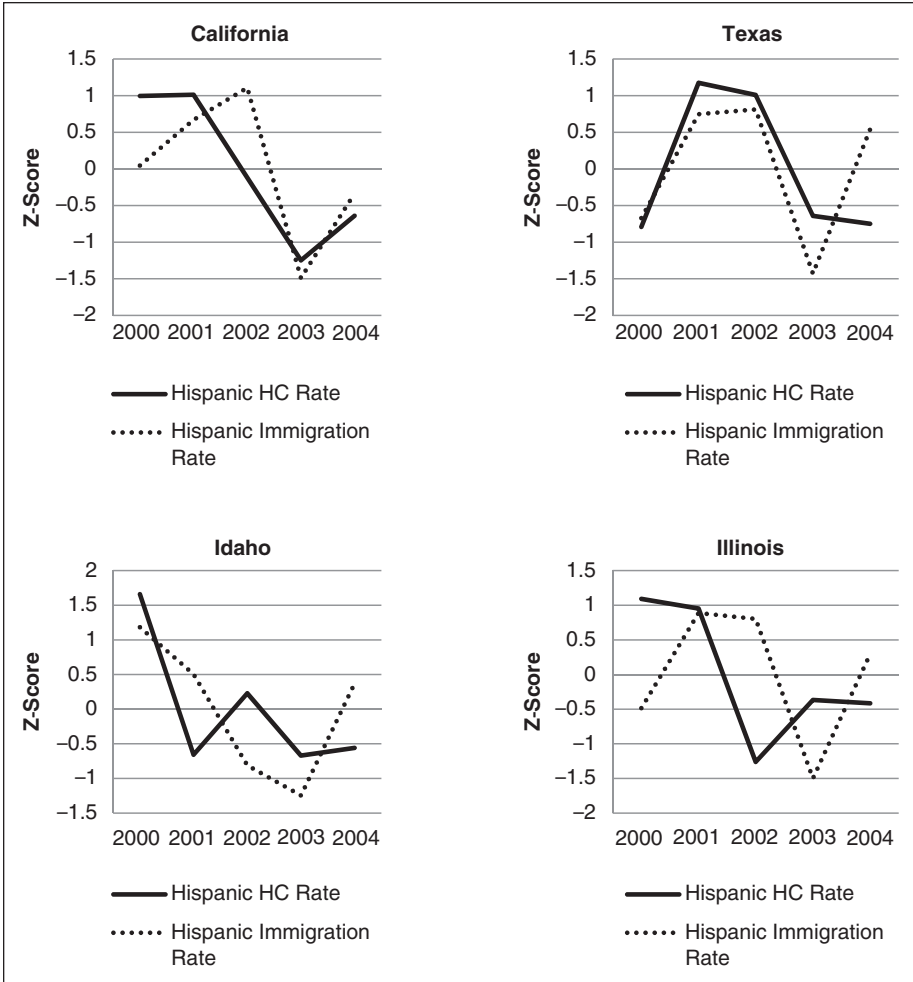 California
1.5
1
0.5
0
−0.5
−1
−1.5
−2
Z-Score
2000 2001 2002 2003 2004
Hispanic HC Rate
Hispanic Immigration
Rate
Texas
1.5
1
0.5
0
−0.5
−1
−1.5
−2
Z-Score
2000 2001 2002 2003 2004
Hispanic HC Rate
Hispanic Immigration
Rate
Idaho
2
1.5
1
0.5
0
−0.5
−1
−1.5
Z-Score
2000 2001 2002 2003 2004
Hispanic HC Rate
Hispanic Immigration
Rate
Illinois
1.5
1
0.5
0
−0.5
−1
−1.5
−2
Z-Score
2000 2001 2002 2003 2004
Hispanic HC Rate
Hispanic Immigration
Rate